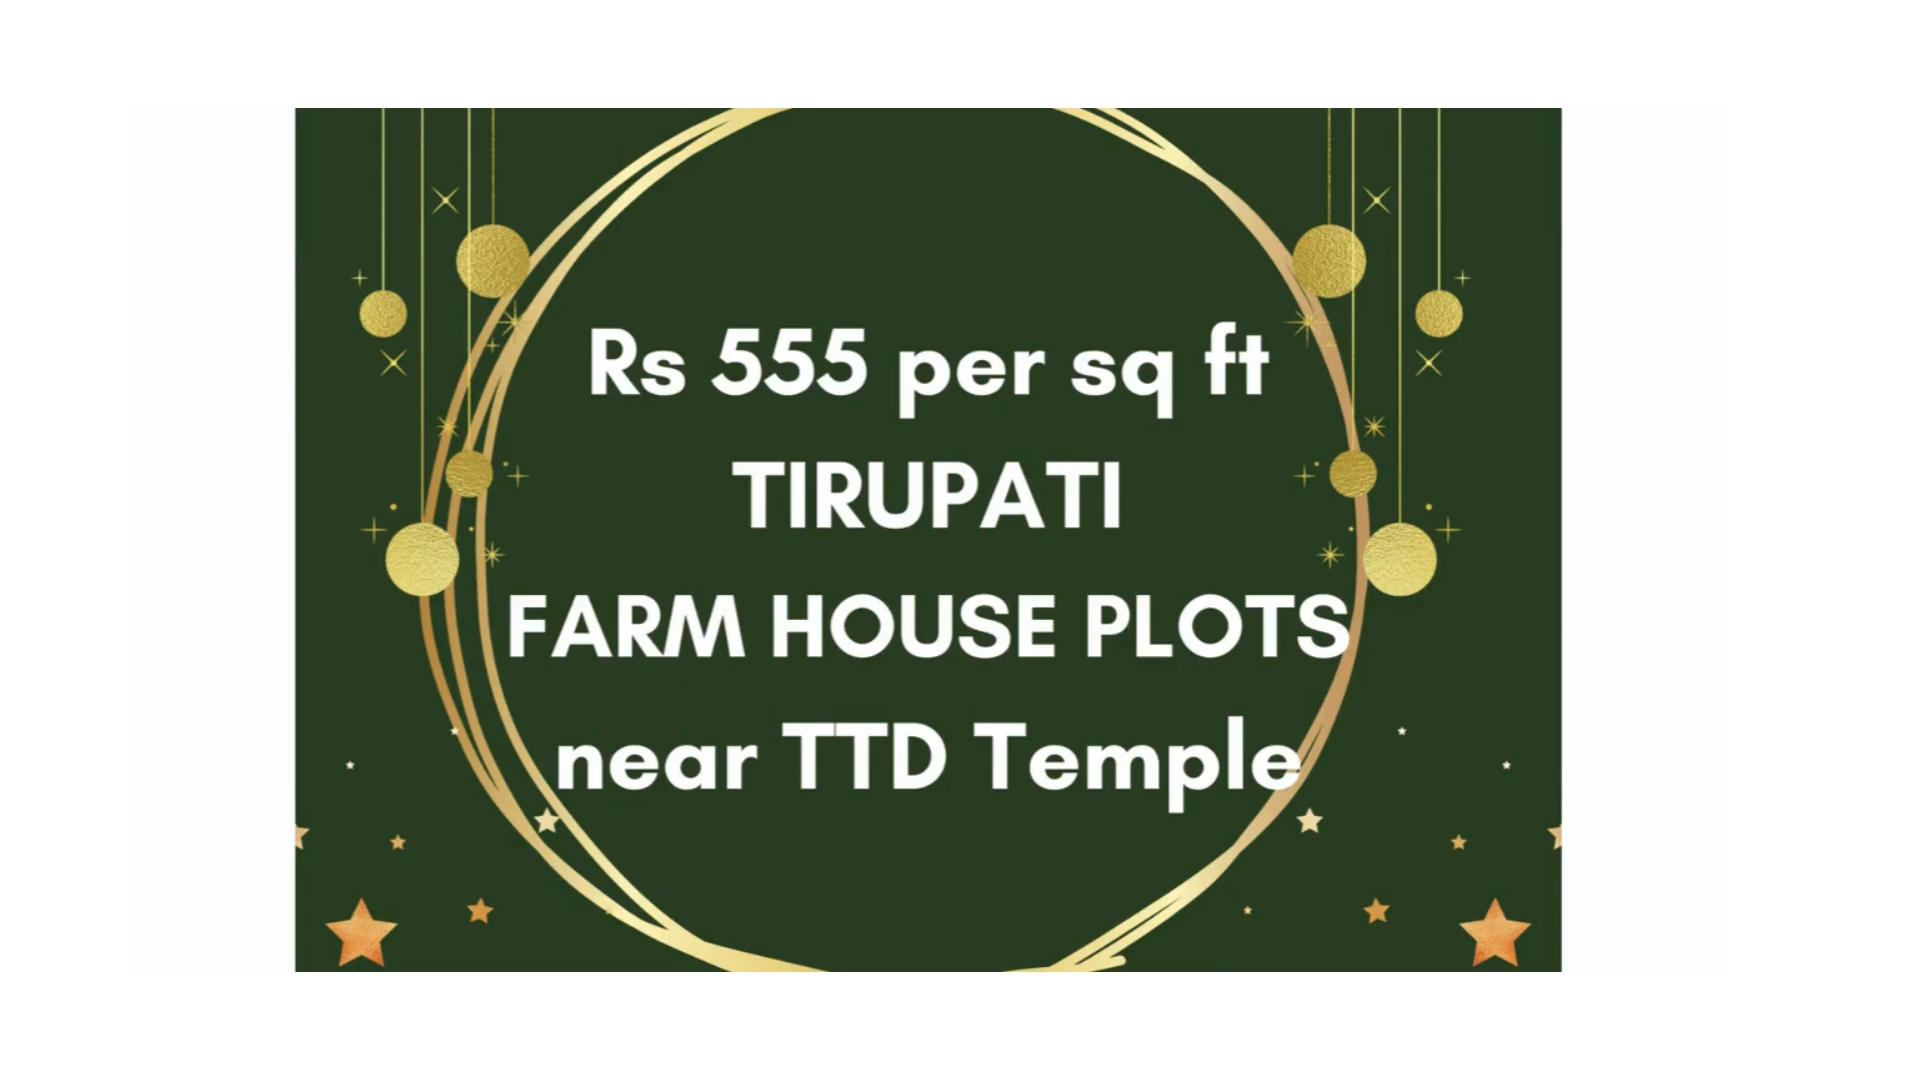 Rs 555 per sq ft
TIRUPATI
FARM HOUSE PLOTS
near TTD Temple